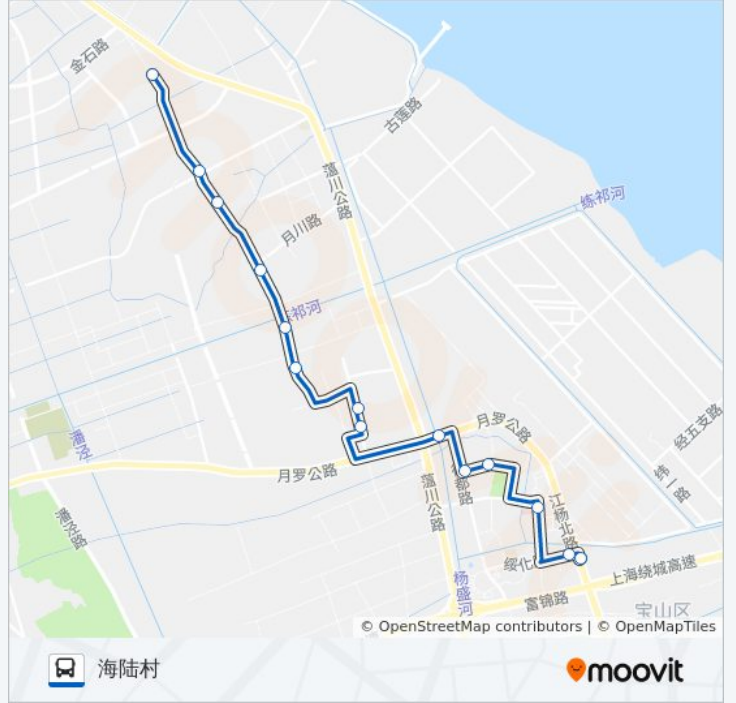 金石路
古莲路
蕰川公路
练祁河
月川路
祁河
经五支路
月罗公路
潘泾
月罗公路
纬一路
蕰川公路
都路
江杨北路
潘泾路
绥化
上海绕城高速
杨盛河
富锦路
宝山区
© OpenStreetMap contributors | © OpenMapTiles
海陆村
moovit